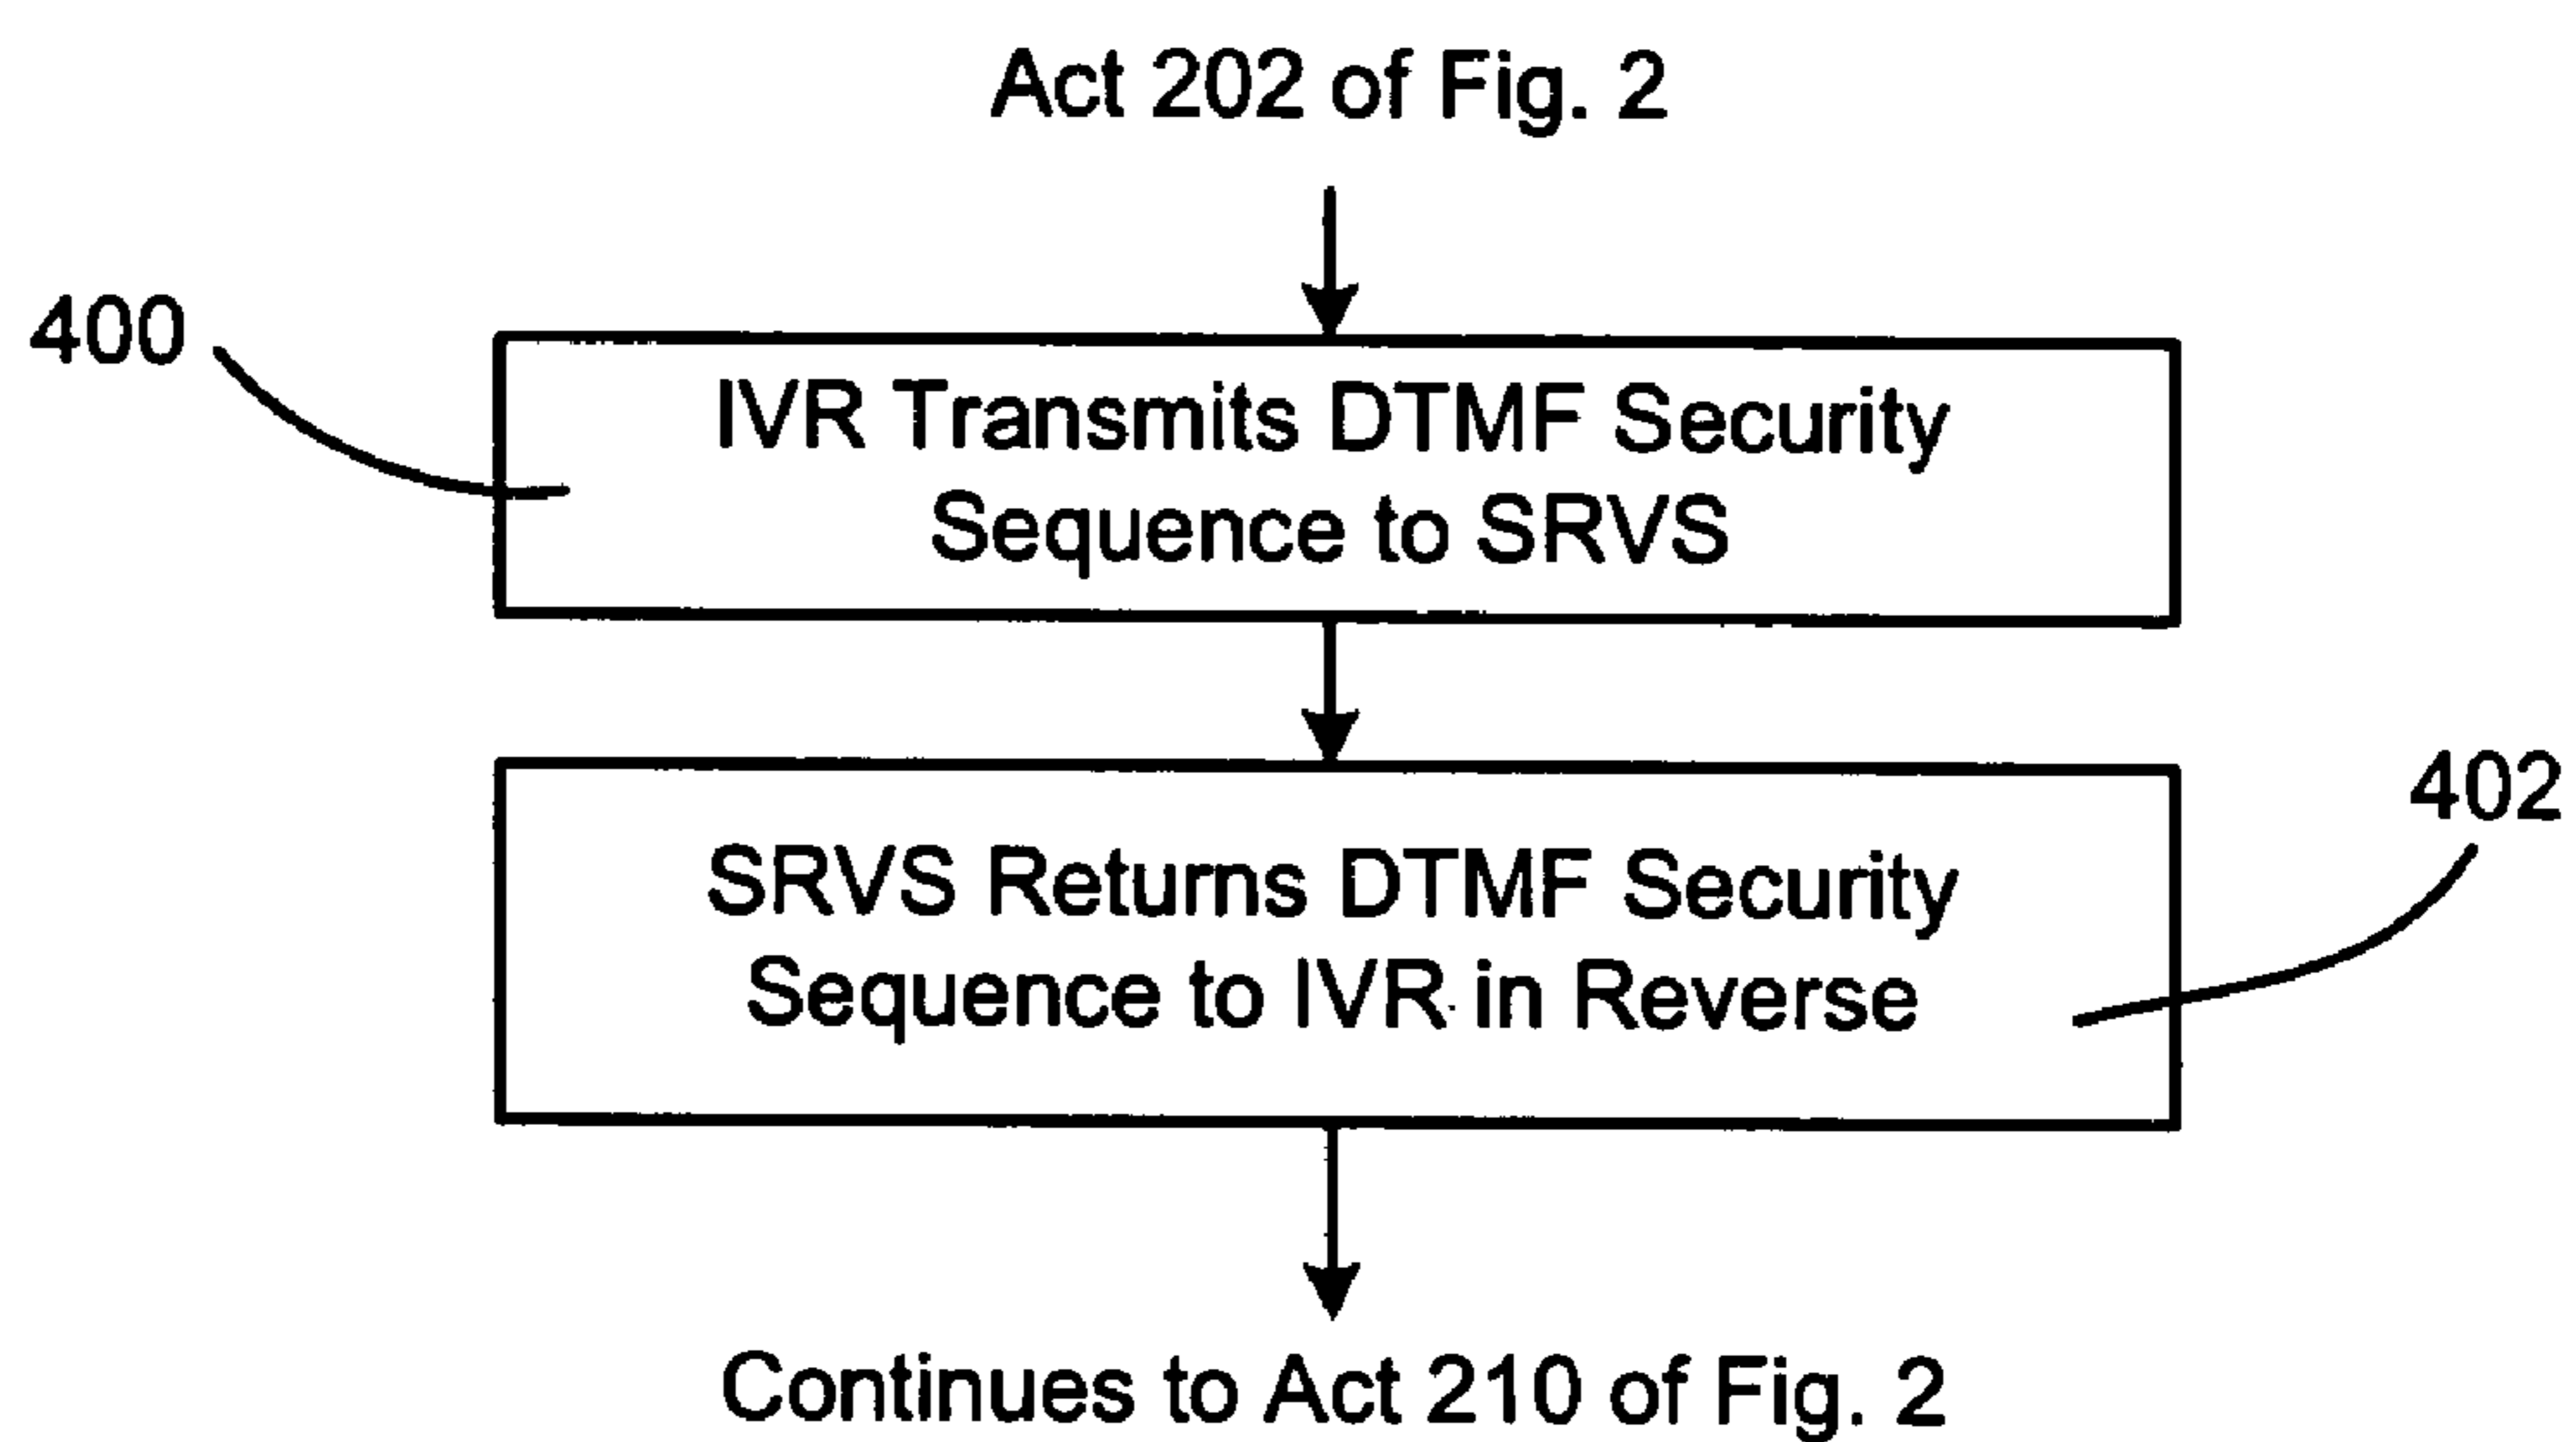 Act 202 of Fig. 2
400
IVR Transmits DTMF Security
Sequence to SRVS
402
SRVS Returns DTMF Security
Sequence to IVR in Reverse
Continues to Act 210 of Fig. 2